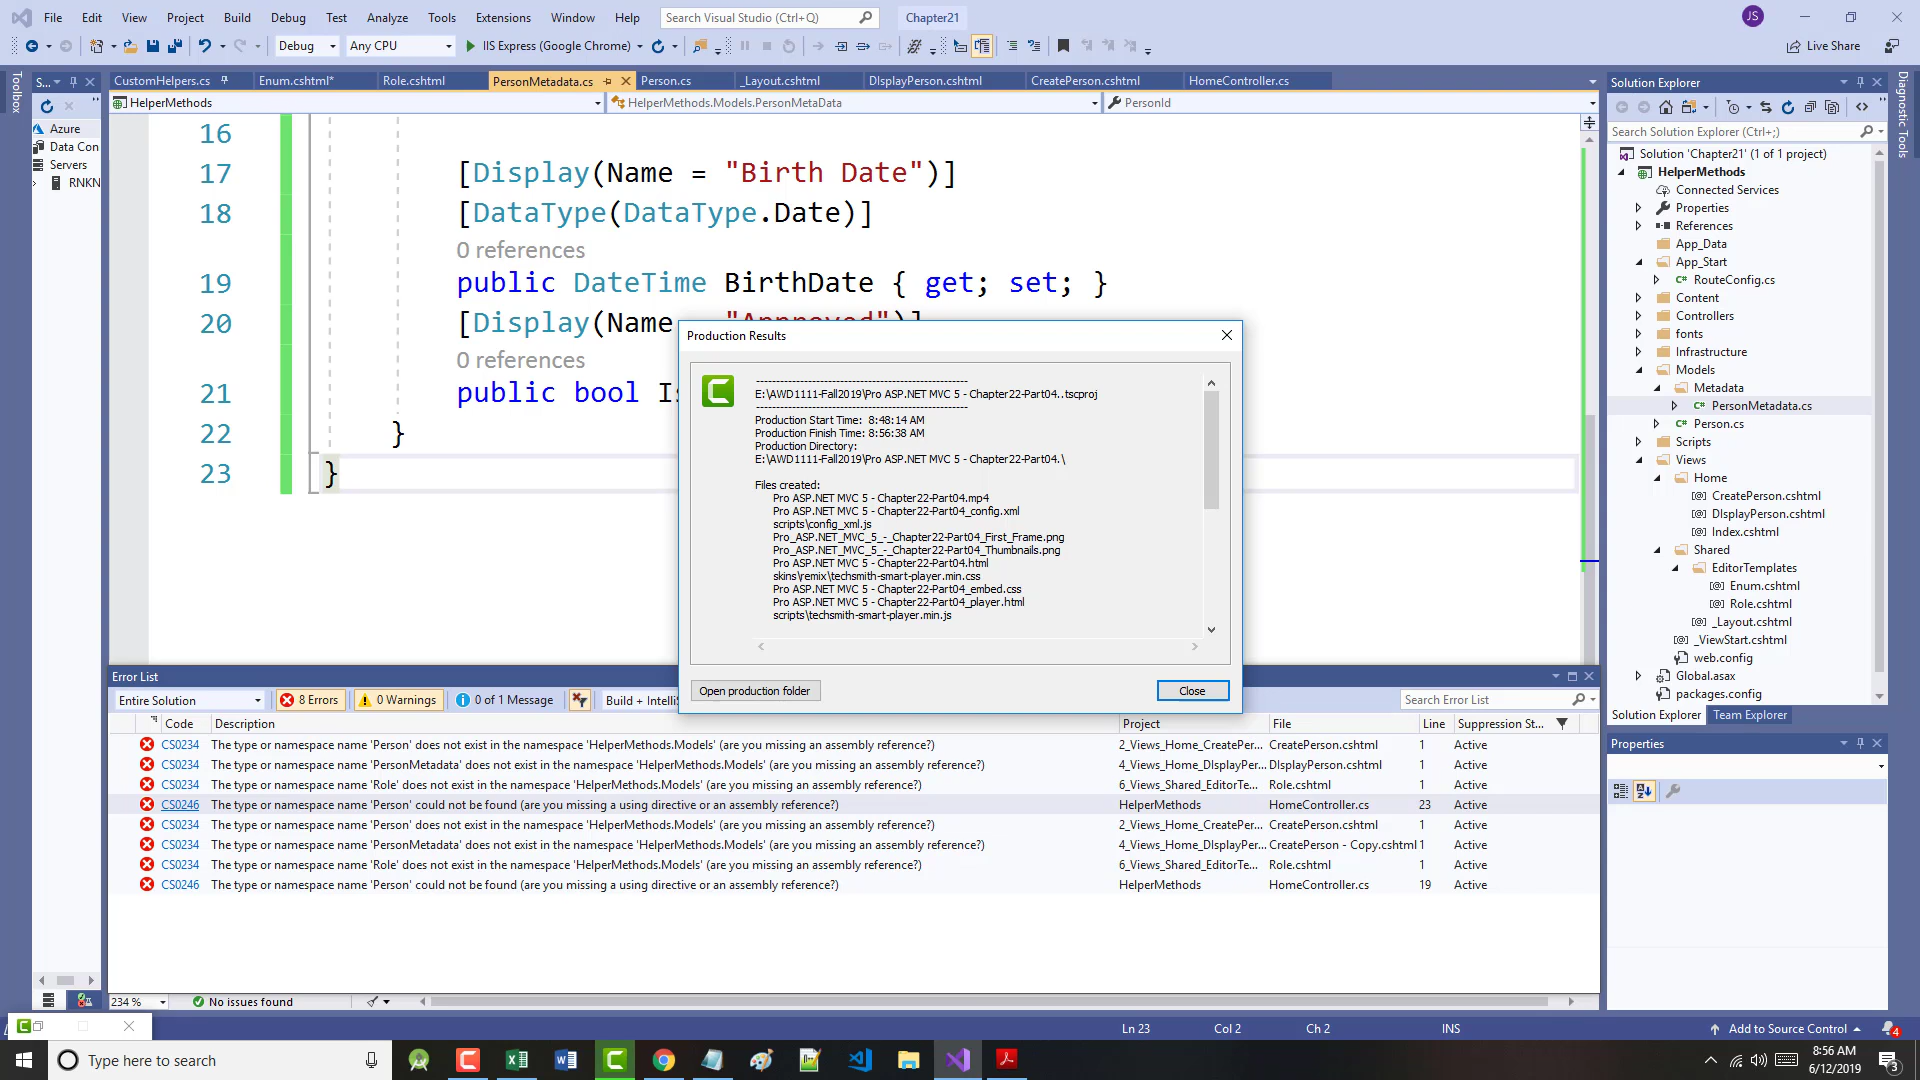 File Edit View Project Build Debug Test Analyze Tools Extensions Window Help Search Visual Studio (Ctrl+Q) Chapter21 JS
Debug Any CPU IIS Express (Google Chrome) Live Share
Toolbox
S...
Azure
Data Con
Servers
RNKN
CustomHelpers.cs Enum.cshtml* Role.cshtml PersonMetadata.cs Person.cs _Layout.cshtml DIsplayPerson.cshtml CreatePerson.cshtml HomeController.cs
HelperMethods HelperMethods.Models.PersonMetaData PersonId
16
17 [Display(Name = "Birth Date")]
18 [DataType(DataType.Date)]
0 references
19 public DateTime BirthDate { get; set; }
20 [Display(Name "Approved")]
0 references
21 public bool Is
22 }
23 }
Production Results
--------------------------------------------------------
E:\AWD1111-Fall2019\Pro ASP.NET MVC 5 - Chapter22-Part04..tscproj
--------------------------------------------------------
Production Start Time: 8:48:14 AM
Production Finish Time: 8:56:38 AM
Production Directory:
E:\AWD1111-Fall2019\Pro ASP.NET MVC 5 - Chapter22-Part04.\
Files created:
Pro ASP.NET MVC 5 - Chapter22-Part04.mp4
Pro ASP.NET MVC 5 - Chapter22-Part04_config.xml
scripts\config_xml.js
Pro_ASP.NET_MVC_5_-_Chapter22-Part04_First_Frame.png
Pro_ASP.NET_MVC_5_-_Chapter22-Part04_Thumbnails.png
Pro ASP.NET MVC 5 - Chapter22-Part04.html
skins\remix\techsmith-smart-player.min.css
Pro ASP.NET MVC 5 - Chapter22-Part04_embed.css
Pro ASP.NET MVC 5 - Chapter22-Part04_player.html
scripts\techsmith-smart-player.min.js
Open production folder Close
Solution Explorer
Search Solution Explorer (Ctrl+;)
Solution 'Chapter21' (1 of 1 project)
HelperMethods
Connected Services
Properties
References
App_Data
App_Start
RouteConfig.cs
Content
Controllers
fonts
Infrastructure
Models
Metadata
PersonMetadata.cs
Person.cs
Scripts
Views
Home
CreatePerson.cshtml
DIsplayPerson.cshtml
Index.cshtml
Shared
EditorTemplates
Enum.cshtml
Role.cshtml
_Layout.cshtml
_ViewStart.cshtml
web.config
Global.asax
packages.config
Solution Explorer Team Explorer
Properties
Diagnostic Tools
Error List
Entire Solution 8 Errors 0 Warnings 0 of 1 Message Build + IntelliS Search Error List
Code Description Project File Line Suppression St...
CS0234 The type or namespace name 'Person' does not exist in the namespace 'HelperMethods.Models' (are you missing an assembly reference?) 2_Views_Home_CreatePer... CreatePerson.cshtml 1 Active
CS0234 The type or namespace name 'PersonMetadata' does not exist in the namespace 'HelperMethods.Models' (are you missing an assembly reference?) 4_Views_Home_DIsplayPer... DIsplayPerson.cshtml 1 Active
CS0234 The type or namespace name 'Role' does not exist in the namespace 'HelperMethods.Models' (are you missing an assembly reference?) 6_Views_Shared_EditorTe... Role.cshtml 1 Active
CS0246 The type or namespace name 'Person' could not be found (are you missing a using directive or an assembly reference?) HelperMethods HomeController.cs 23 Active
CS0234 The type or namespace name 'Person' does not exist in the namespace 'HelperMethods.Models' (are you missing an assembly reference?) 2_Views_Home_CreatePer... CreatePerson.cshtml 1 Active
CS0234 The type or namespace name 'PersonMetadata' does not exist in the namespace 'HelperMethods.Models' (are you missing an assembly reference?) 4_Views_Home_DIsplayPer... CreatePerson - Copy.cshtml 1 Active
CS0234 The type or namespace name 'Role' does not exist in the namespace 'HelperMethods.Models' (are you missing an assembly reference?) 6_Views_Shared_EditorTe... Role.cshtml 1 Active
CS0246 The type or namespace name 'Person' could not be found (are you missing a using directive or an assembly reference?) HelperMethods HomeController.cs 19 Active
234 % No issues found
Ln 23 Col 2 Ch 2 INS Add to Source Control 4
Type here to search 8:56 AM
6/12/2019 3